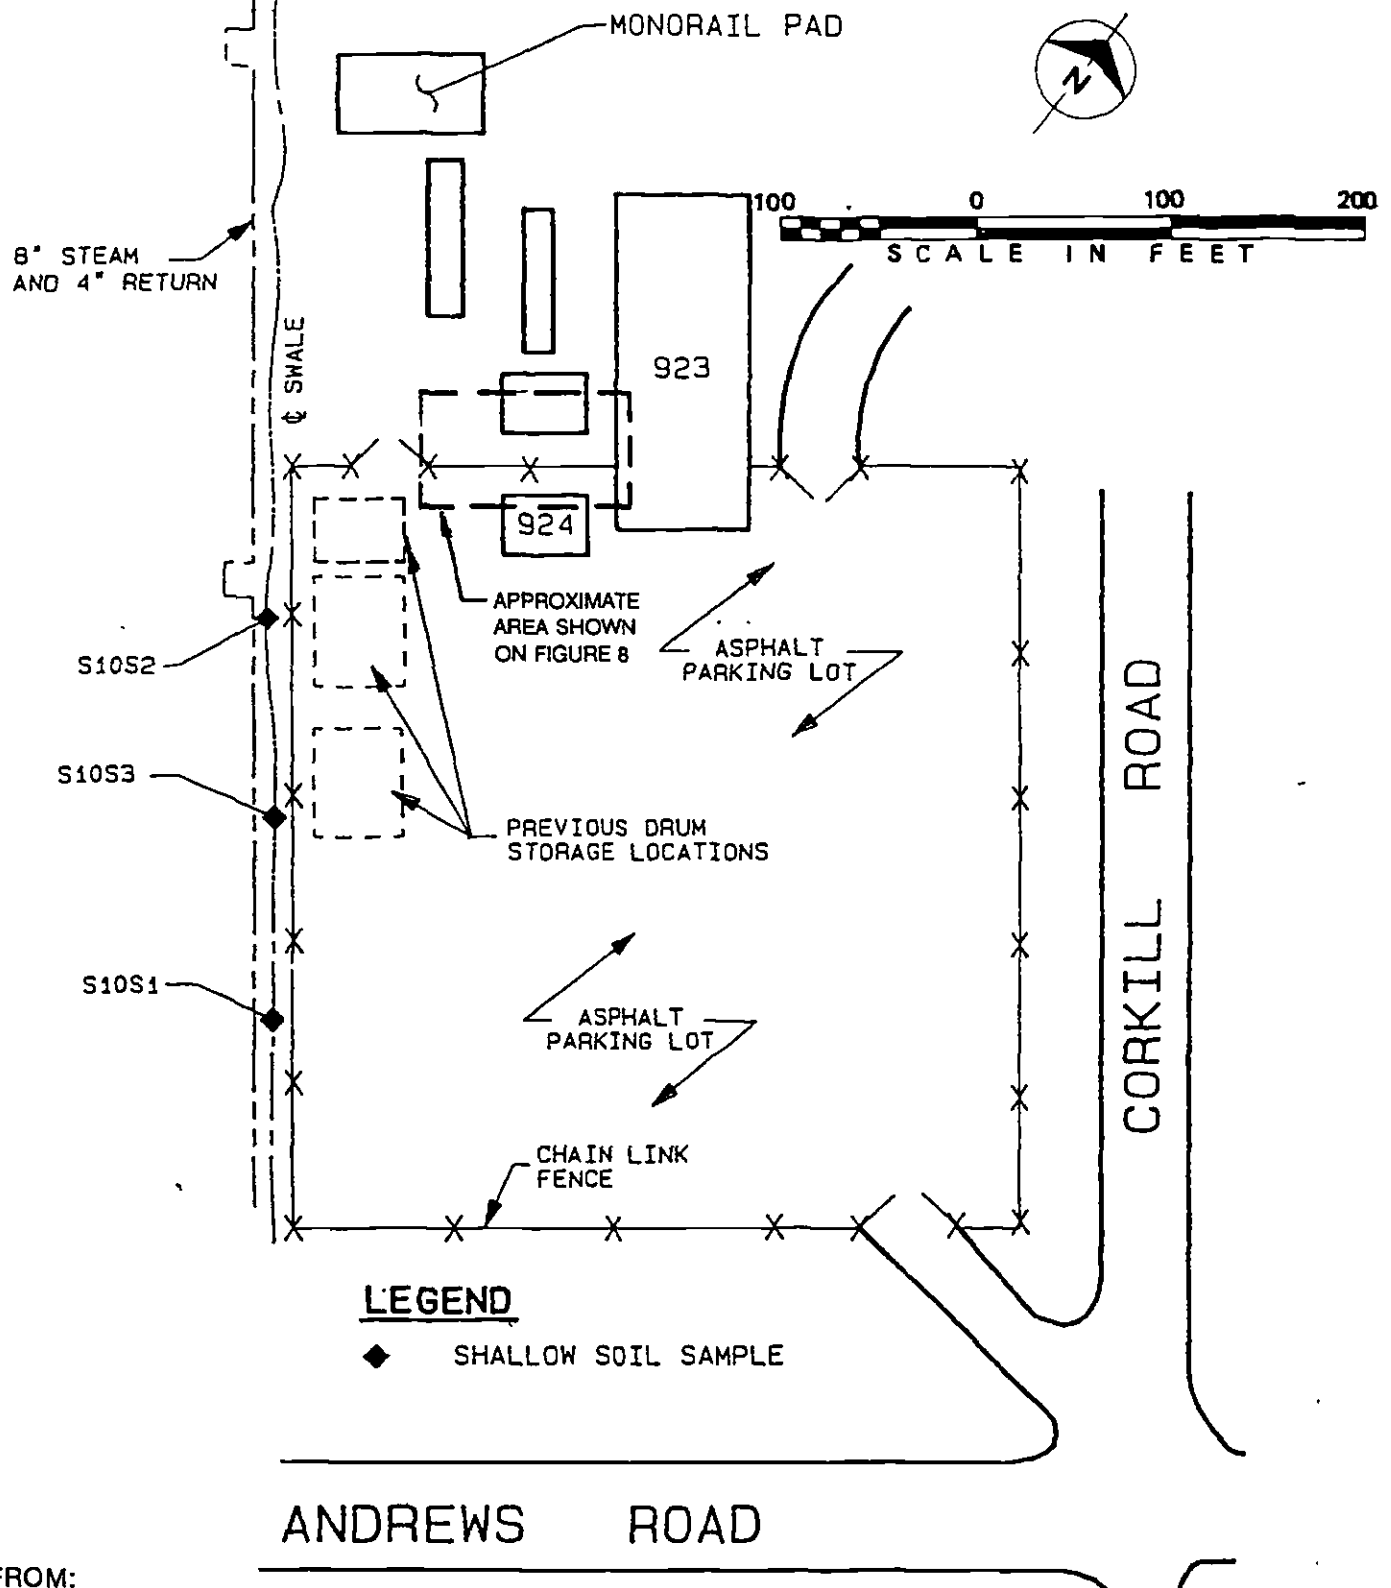 MONORAIL PAD
N
100 0 100 200
SCALE IN FEET
8" STEAM
AND 4" RETURN
℄ SWALE
923
924
APPROXIMATE
AREA SHOWN
ON FIGURE 8
S10S2
ASPHALT
PARKING LOT
S10S3
PREVIOUS DRUM
STORAGE LOCATIONS
CORKILL ROAD
S10S1
ASPHALT
PARKING LOT
CHAIN LINK
FENCE
LEGEND
SHALLOW SOIL SAMPLE
ANDREWS ROAD
FROM: